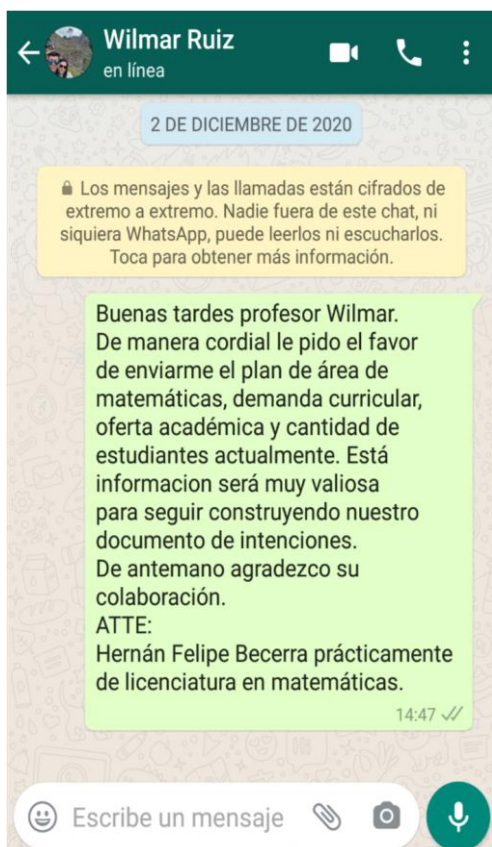 Wilmar Ruiz
en línea
2 DE DICIEMBRE DE 2020
Los mensajes y las llamadas están cifrados de
extremo a extremo. Nadie fuera de este chat, ni
siquiera WhatsApp, puede leerlos ni escucharlos.
Toca para obtener más información.
Buenas tardes profesor Wilmar.
De manera cordial le pido el favor
de enviarme el plan de área de
matemáticas, demanda curricular,
oferta académica y cantidad de
estudiantes actualmente. Está
informacion será muy valiosa
para seguir construyendo nuestro
documento de intenciones.
De antemano agradezco su
colaboración.
ATTE:
Hernán Felipe Becerra prácticamente
de licenciatura en matemáticas.
14:47
Escribe un mensaje